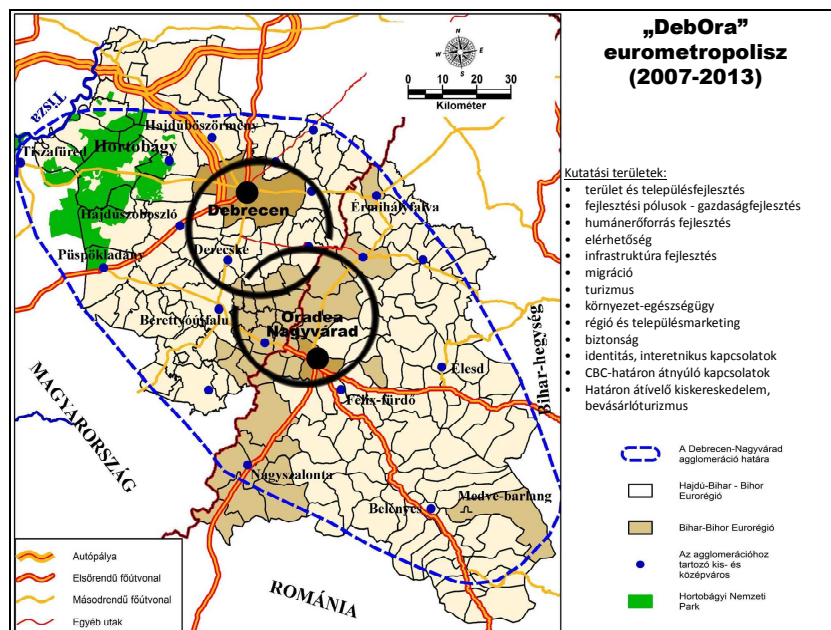 „DebOra”
eurometropolisz
(2007-2013)
N
W
E
S
0 10 20 30
Kilométer
Tisza
Tiszafüred
Hortobágy
Hajdúböszörmény
Debrecen
Hajdúszoboszló
Érmihályfalva
Püspökladány
Derecske
Berettyóújfalu
Oradea
Nagyvárad
Elesd
Félix-fürdő
Nagyszalonta
Belényes
Medve-barlang
Bihar-hegység
MAGYARORSZÁG
ROMÁNIA
Autópálya
Elsőrendű főútvonal
Másodrendű főútvonal
Egyéb utak
Kutatási területek:
• terület és településfejlesztés
• fejlesztési pólusok - gazdaságfejlesztés
• humánerőforrás fejlesztés
• elérhetőség
• infrastruktúra fejlesztés
• migráció
• turizmus
• környezet-egészségügy
• régió és településmarketing
• biztonság
• identitás, interetnikus kapcsolatok
• CBC-határon átnyúló kapcsolatok
• Határon átívelő kiskereskedelem,
bevásárlóturizmus
A Debrecen-Nagyvárad
agglomeráció határa
Hajdú-Bihar - Bihor
Eurorégió
Bihar-Bihor Eurorégió
Az agglomerációhoz
tartozó kis- és
középváros
Hortobágyi Nemzeti
Park